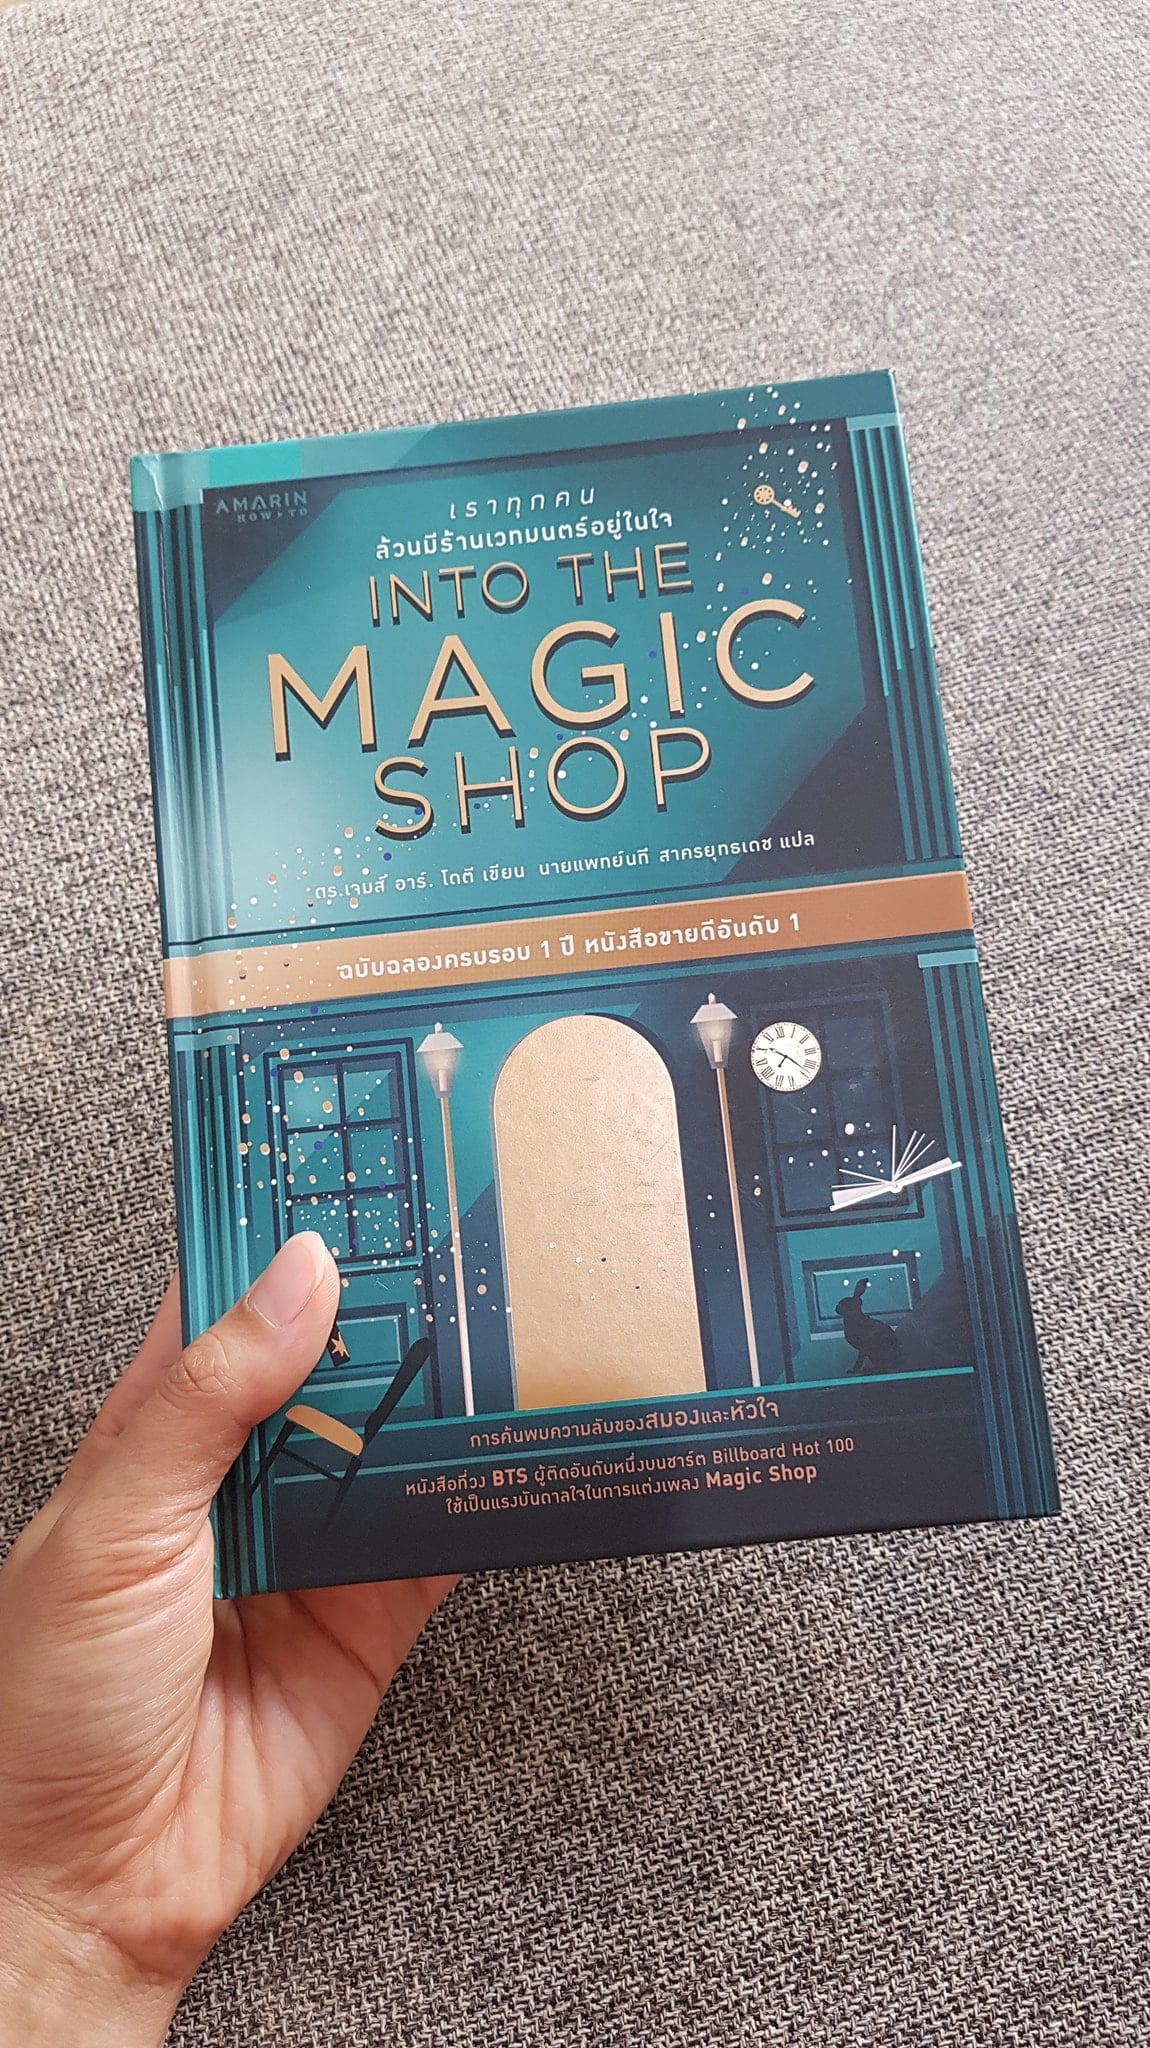 AMARIN
HOW TO
เราทุกคน
ล้วนมีร้านเวทมนตร์อยู่ในใจ
INTO THE
MAGIC
SHOP
ดร.เจมส์ อาร์. โดตี เขียน นายแพทย์นที สาครยุทธเดช แปล
ฉบับฉลองครบรอบ 1 ปี หนังสือขายดีอันดับ 1
การค้นพบความลับของสมองและหัวใจ
หนังสือที่วง BTS ผู้ติดอันดับหนึ่งบนชาร์ต Billboard Hot 100
ใช้เป็นแรงบันดาลใจในการแต่งเพลง Magic Shop